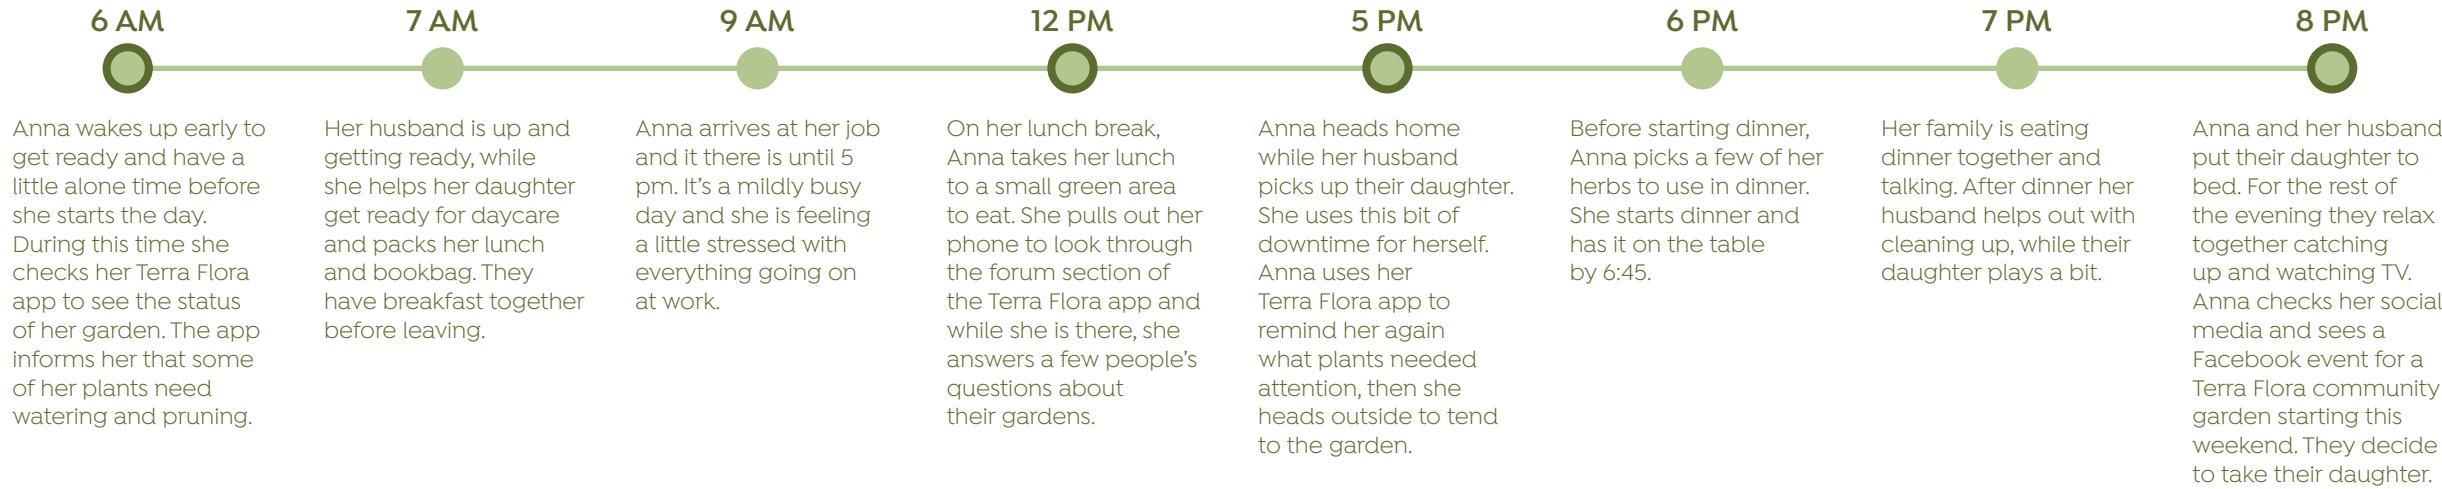 6 AM
Anna wakes up early to
get ready and have a
little alone time before
she starts the day.
During this time she
checks her Terra Flora
app to see the status
of her garden. The app
informs her that some
of her plants need
watering and pruning.
7 AM
Her husband is up and
getting ready, while
she helps her daughter
get ready for daycare
and packs her lunch
and bookbag. They
have breakfast together
before leaving.
9 AM
Anna arrives at her job
and it there is until 5
pm. It's a mildly busy
day and she is feeling
a little stressed with
everything going on
at work.
12 PM
On her lunch break,
Anna takes her lunch
to a small green area
to eat. She pulls out her
phone to look through
the forum section of
the Terra Flora app and
while she is there, she
answers a few people's
questions about
their gardens.
5 PM
Anna heads home
while her husband
picks up their daughter.
She uses this bit of
downtime for herself.
Anna uses her
Terra Flora app to
remind her again
what plants needed
attention, then she
heads outside to tend
to the garden.
6 PM
Before starting dinner,
Anna picks a few of her
herbs to use in dinner.
She starts dinner and
has it on the table
by 6:45.
7 PM
Her family is eating
dinner together and
talking. After dinner her
husband helps out with
cleaning up, while their
daughter plays a bit.
8 PM
Anna and her husband
put their daughter to
bed. For the rest of
the evening they relax
together catching
up and watching TV.
Anna checks her social
media and sees a
Facebook event for a
Terra Flora community
garden starting this
weekend. They decide
to take their daughter.